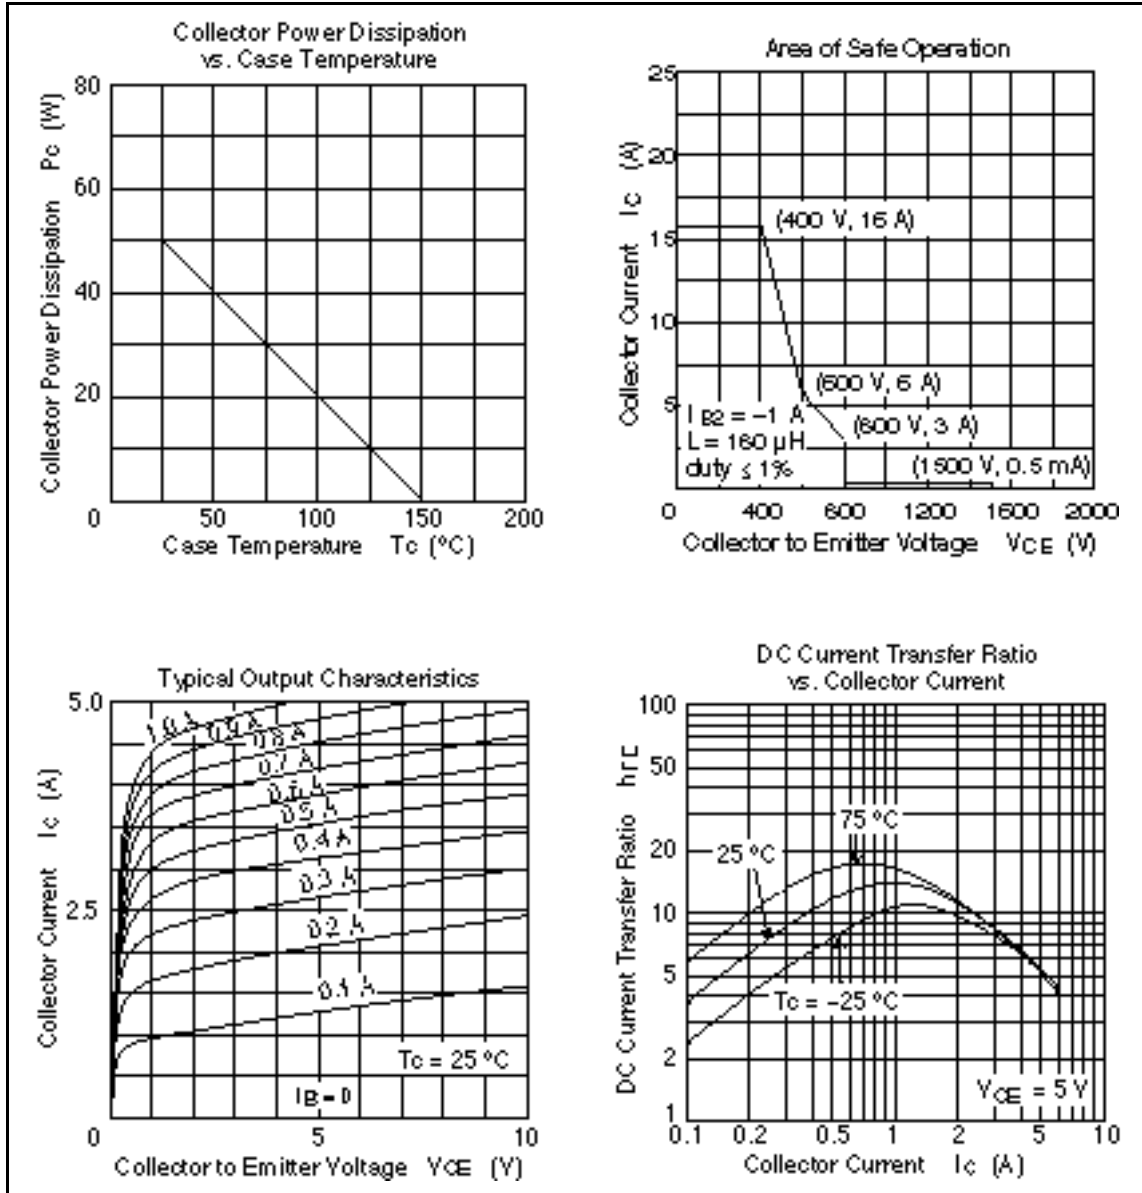 Collector Power Dissipation
vs. Case Temperature
Collector Power Dissipation Pc (W)
80
60
40
20
0
50
100
150
200
Case Temperature Tc (°C)
Area of Safe Operation
Collector Current Ic (A)
25
20
15
10
5
(400 V, 16 A)
(600 V, 6 A)
(800 V, 3 A)
(1500 V, 0.5 mA)
IB2 = −1 A
L = 160 µH
duty ≤ 1%
0
400
800
1200
1600
2000
Collector to Emitter Voltage VCE (V)
Typical Output Characteristics
Collector Current Ic (A)
5.0
2.5
1.0 A
0.9 A
0.8 A
0.7 A
0.6 A
0.5 A
0.4 A
0.3 A
0.2 A
0.1 A
Tc = 25 °C
IB = 0
0
5
10
Collector to Emitter Voltage VCE (V)
DC Current Transfer Ratio
vs. Collector Current
DC Current Transfer Ratio hFE
100
50
20
10
5
2
1
75 °C
25 °C
Tc = −25 °C
VCE = 5 V
0.1
0.2
0.5
1
2
5
10
Collector Current Ic (A)